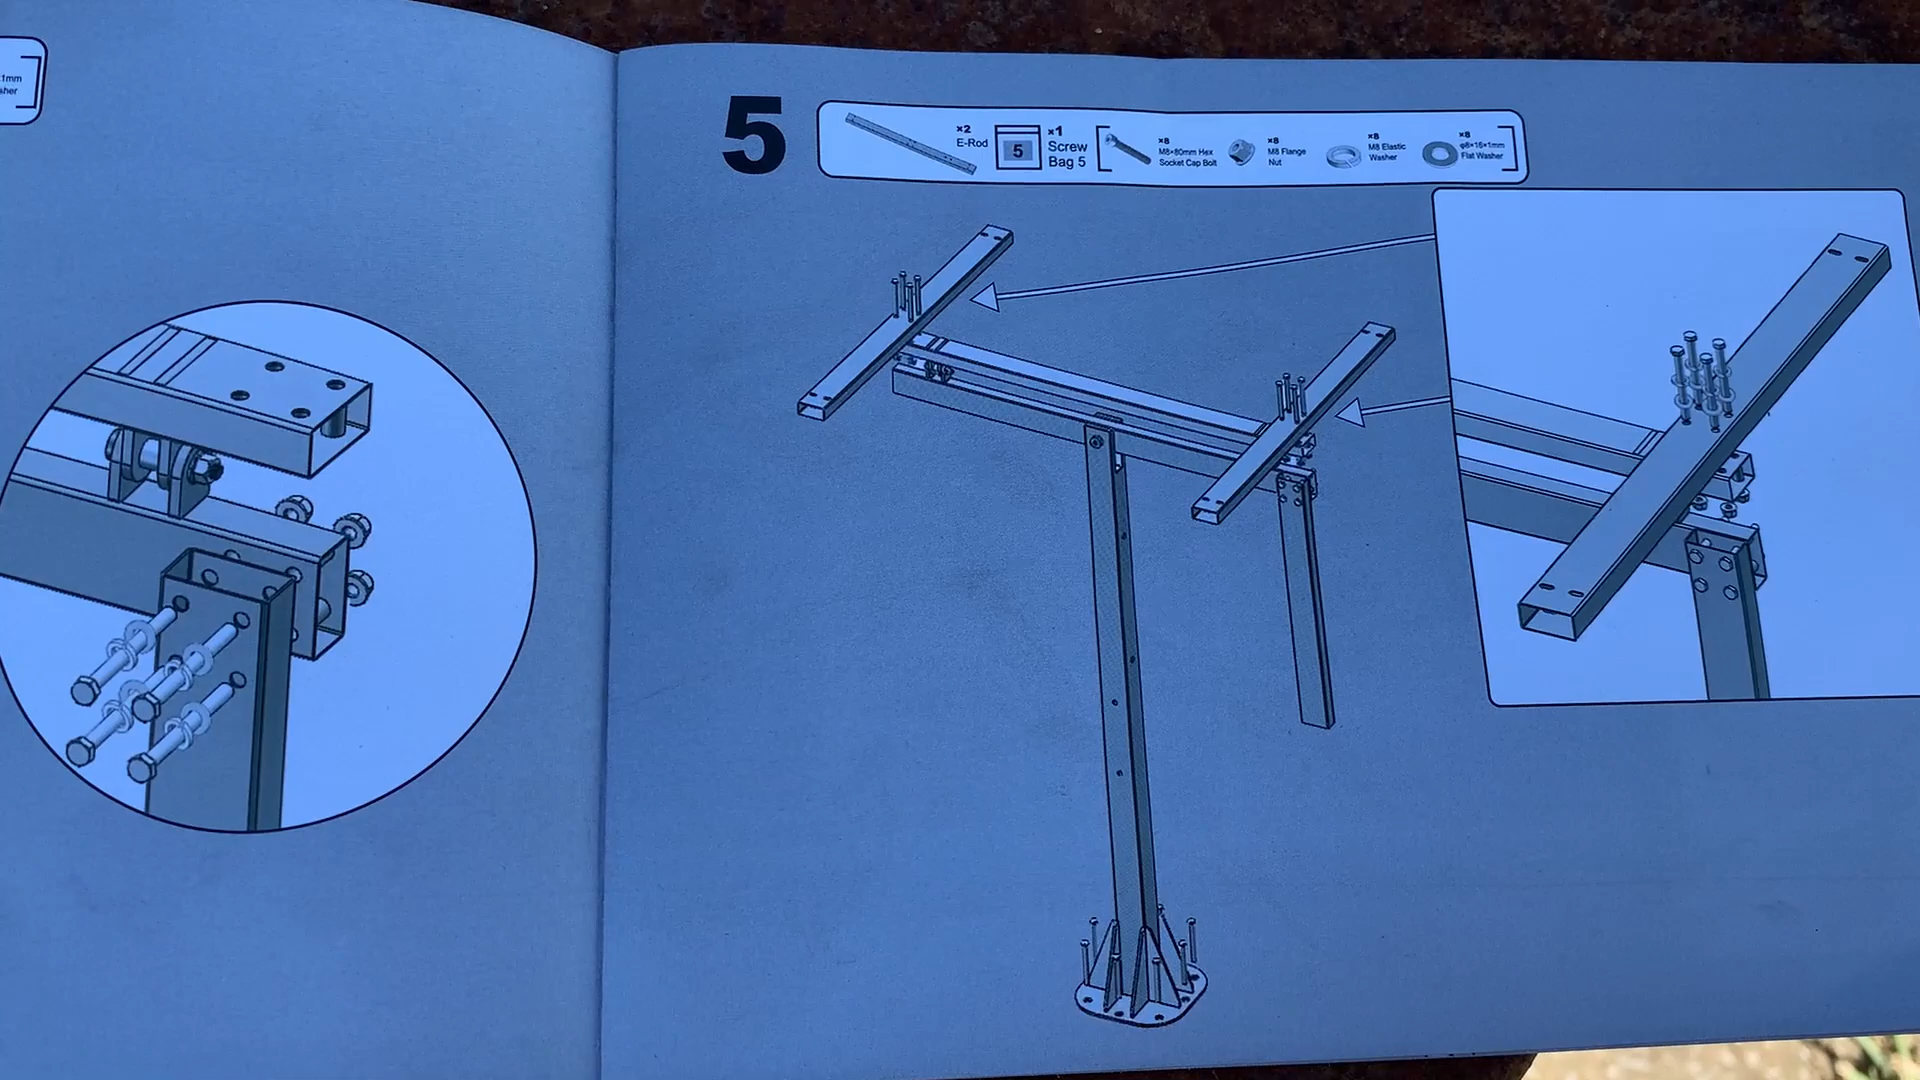 1mm
sher
5
×2
E-Rod
5
×1
Screw
Bag 5
×8
M8×80mm Hex
Socket Cap Bolt
×8
M8 Flange
Nut
×8
M8 Elastic
Washer
×8
φ8×16×1mm
Flat Washer